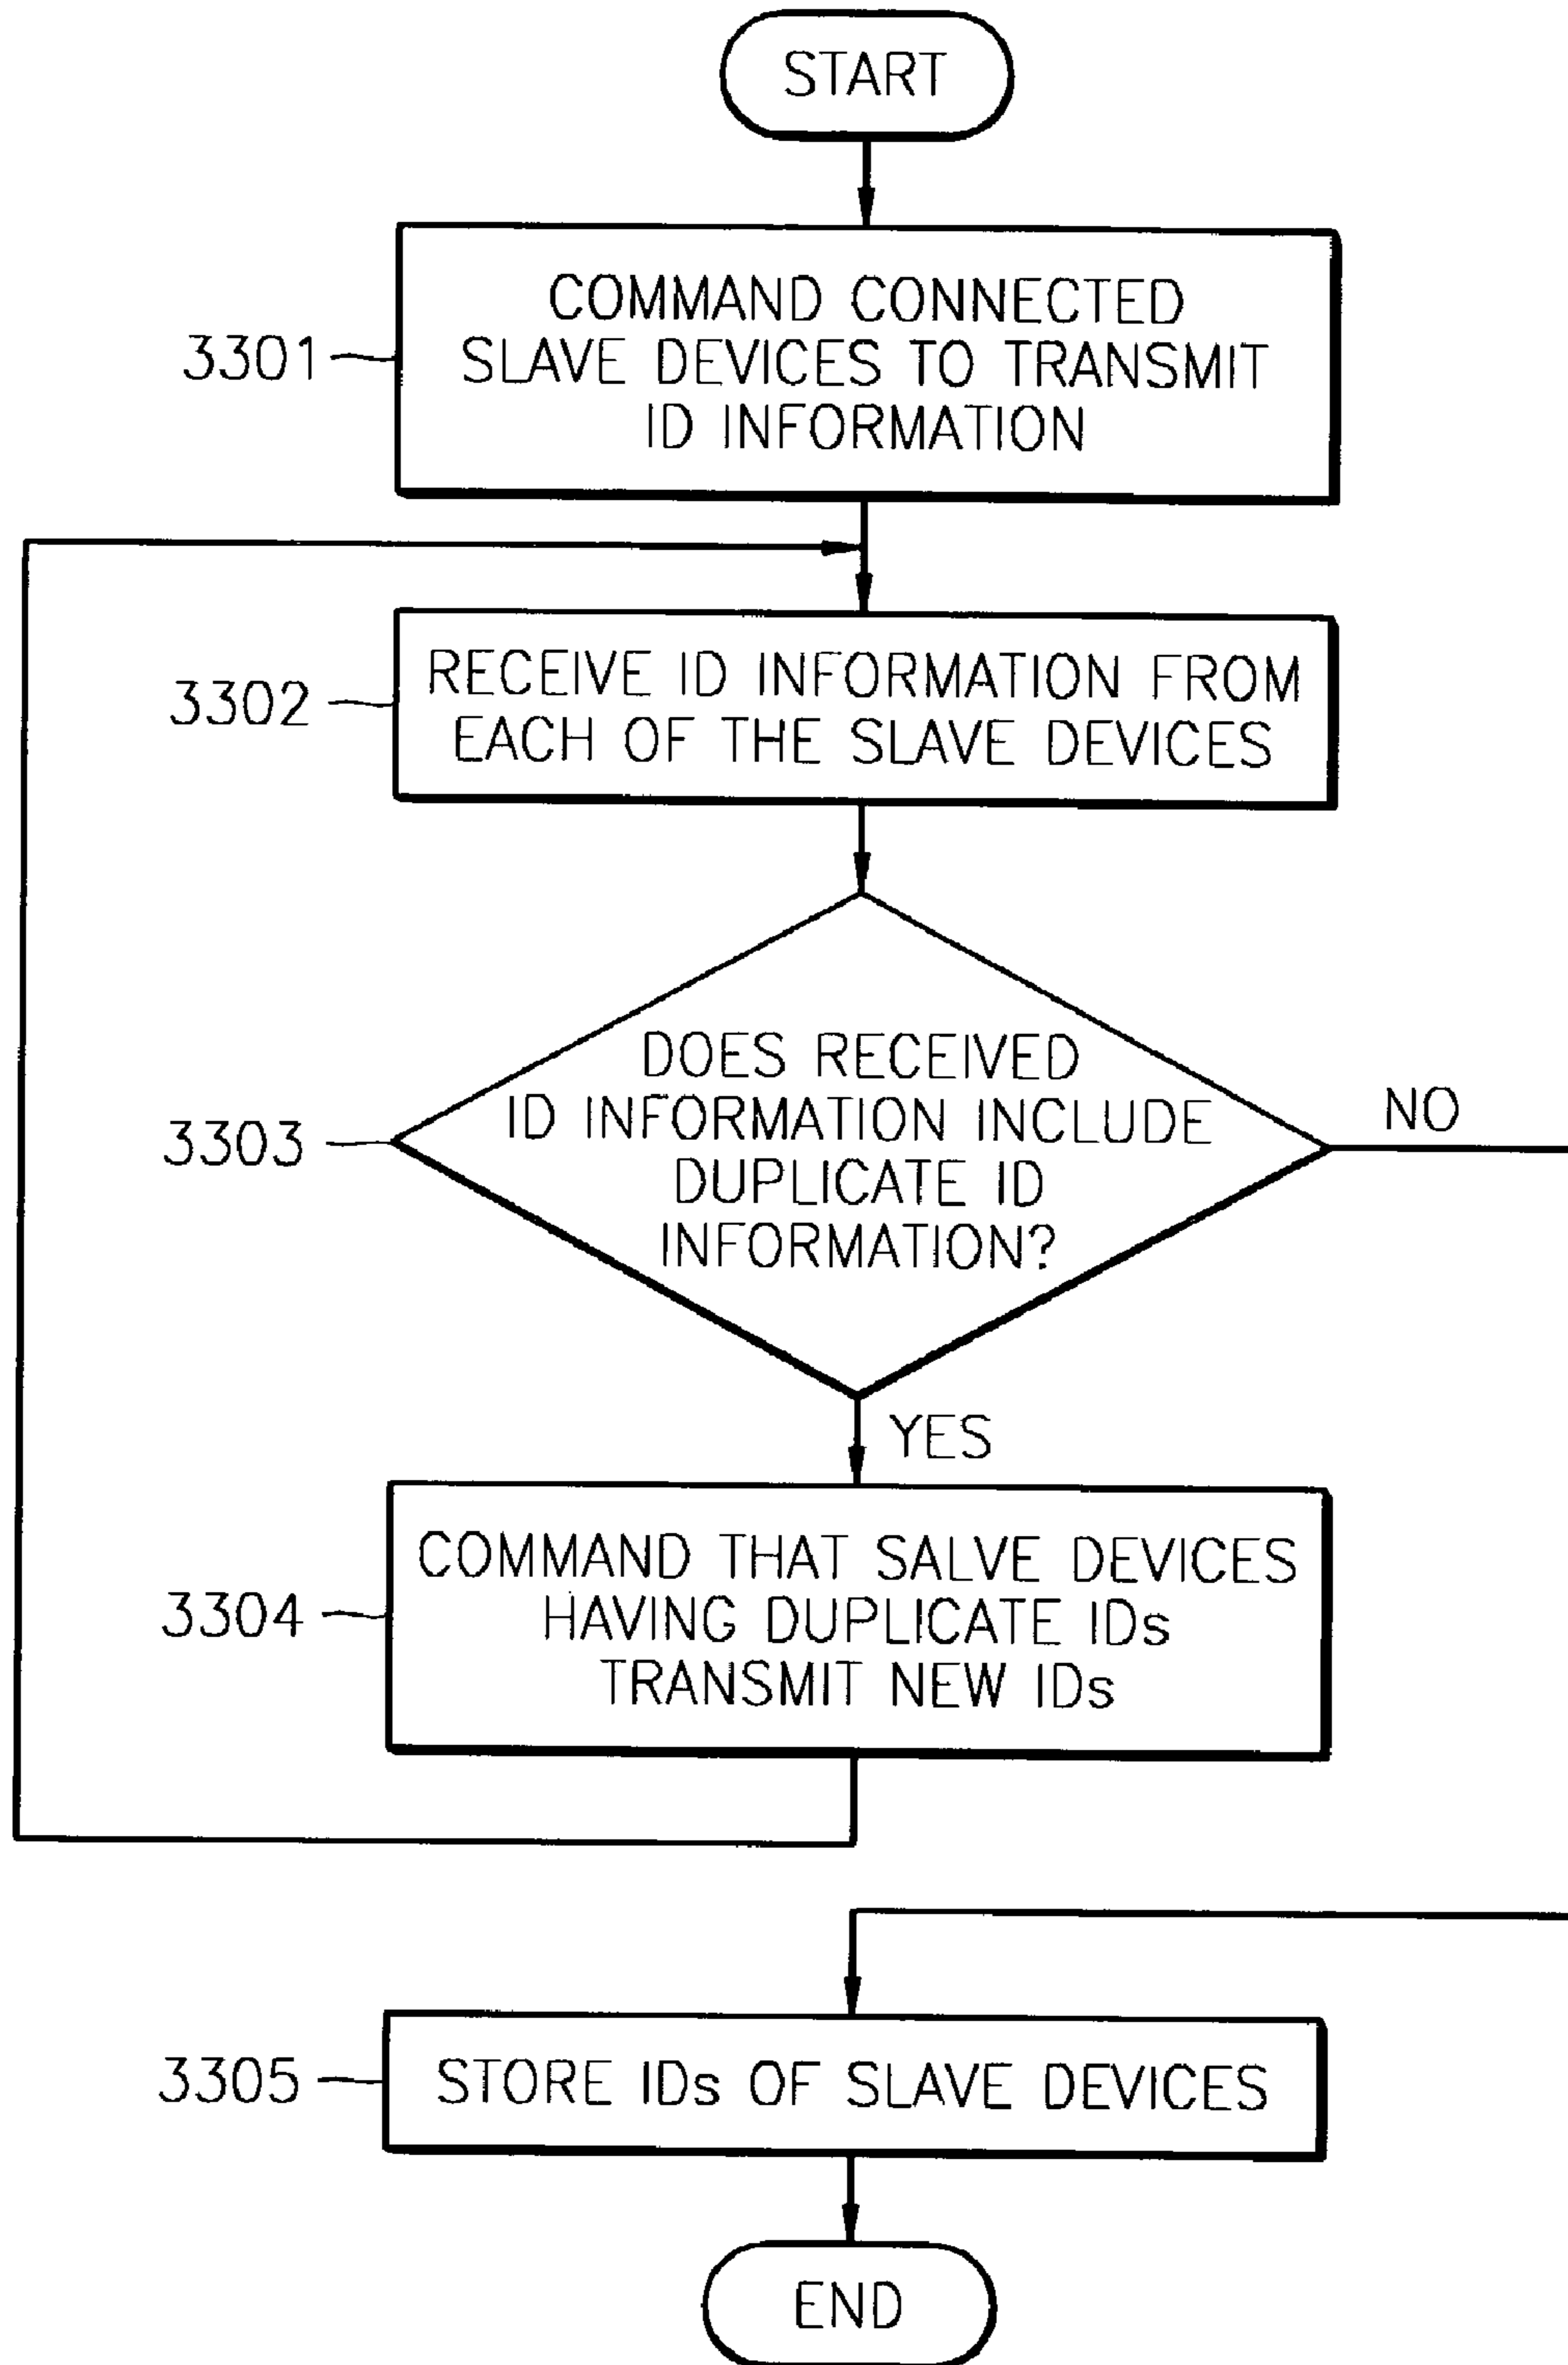 START
COMMAND CONNECTED
3301
SLAVE DEVICES TO TRANSMIT
ID INFORMATION
RECEIVE ID INFORMATION FROM
3302
EACH OF THE SLAVE DEVICES
DOES RECEIVED
ID INFORMATION INCLUDE
NO
3303
DUPLICATE ID
INFORMATION?
YES
COMMAND THAT SALVE DEVICES
3304
HAVING DUPLICATE IDs
TRANSMIT NEW IDs
3305
STORE IDs OF SLAVE DEVICES
END